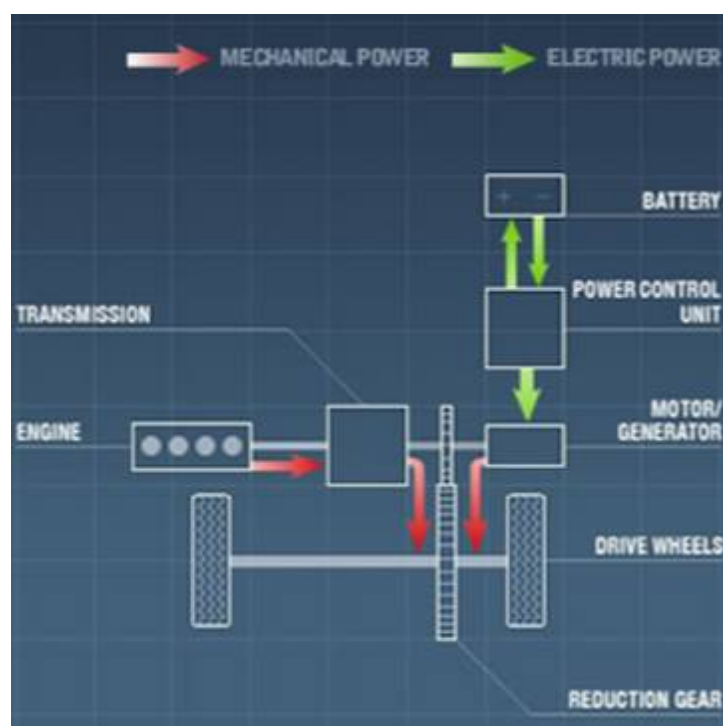 MECHANICAL POWER
ELECTRIC POWER
+ −
BATTERY
POWER CONTROL
UNIT
TRANSMISSION
MOTOR/
GENERATOR
ENGINE
DRIVE WHEELS
REDUCTION GEAR